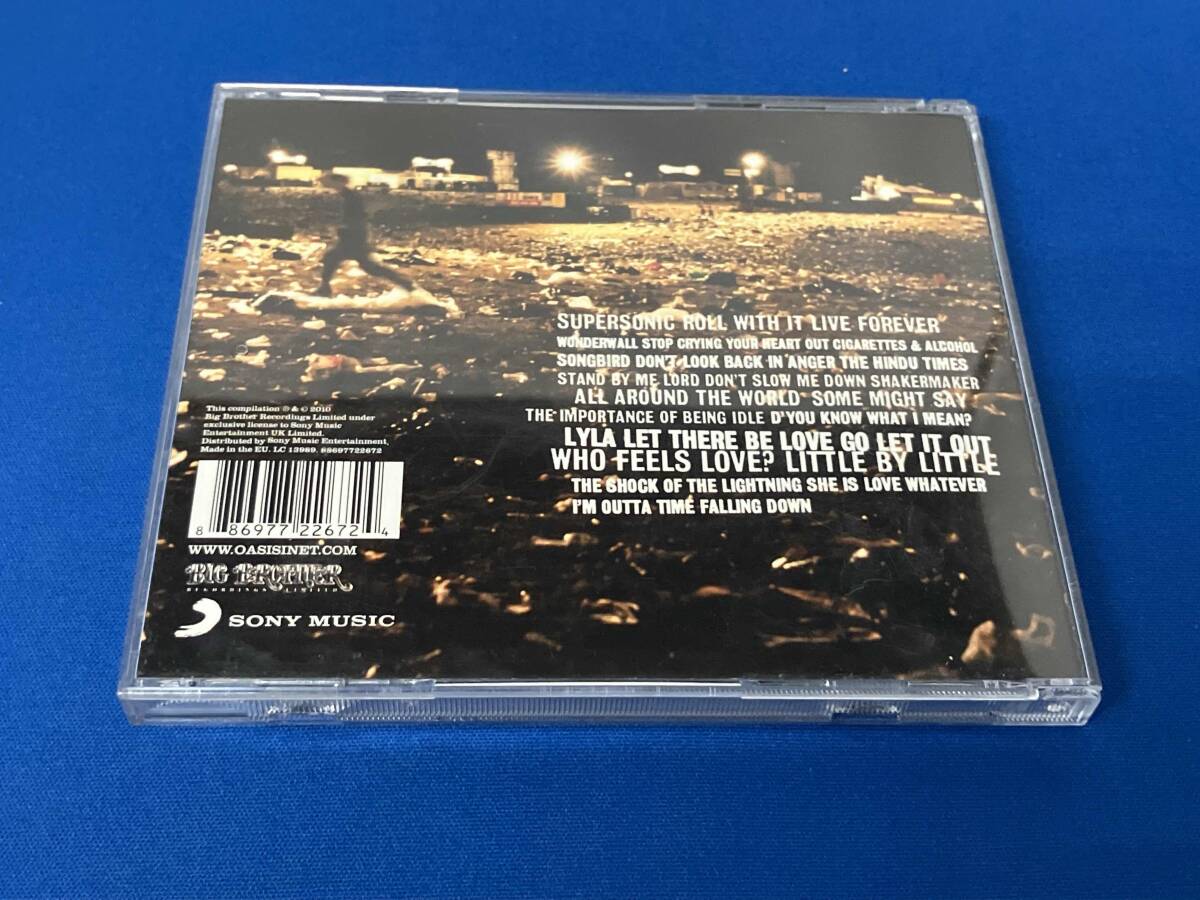 SUPERSONIC ROLL WITH IT LIVE FOREVER
WONDERWALL STOP CRYING YOUR HEART OUT CIGARETTES & ALCOHOL
SONGBIRD DON'T LOOK BACK IN ANGER THE HINDU TIMES
STAND BY ME LORD DON'T SLOW ME DOWN SHAKERMAKER
ALL AROUND THE WORLD SOME MIGHT SAY
THE IMPORTANCE OF BEING IDLE D'YOU KNOW WHAT I MEAN?
LYLA LET THERE BE LOVE GO LET IT OUT
WHO FEELS LOVE? LITTLE BY LITTLE
THE SHOCK OF THE LIGHTNING SHE IS LOVE WHATEVER
I'M OUTTA TIME FALLING DOWN
This compilation ℗ & © 2010
Big Brother Recordings Limited under
exclusive license to Sony Music
Entertainment UK Limited.
Distributed by Sony Music Entertainment.
Made in the EU. LC 13989. 88697722672
8 86977 22672 4
WWW.OASISINET.COM
BIG BROTHER
RECORDINGS LIMITED
SONY MUSIC